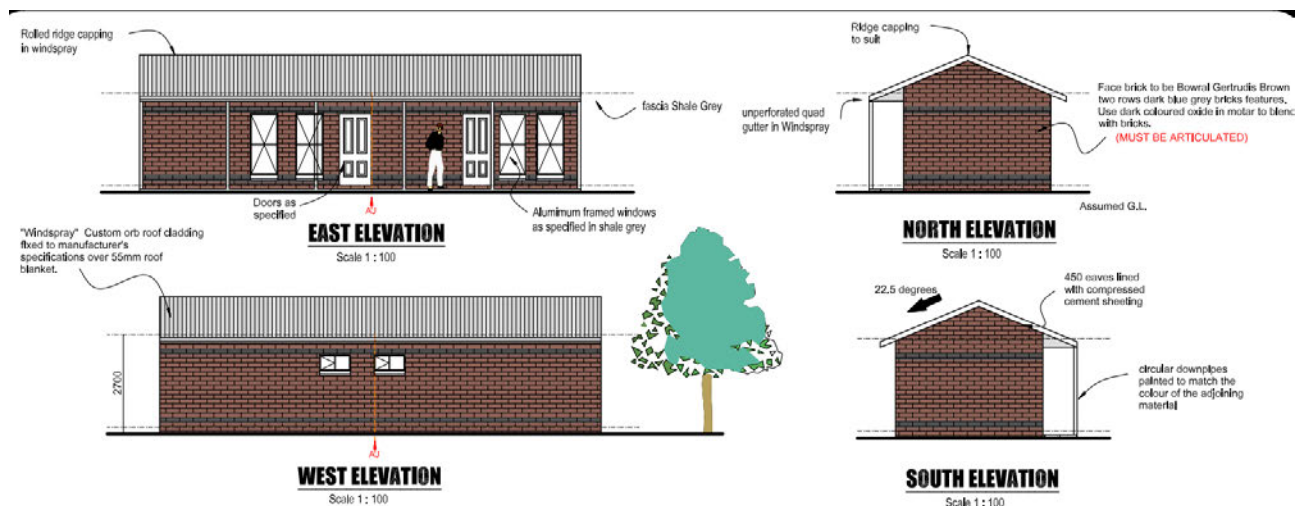 Rolled ridge capping
in windspray
fascia Shale Grey
Doors as
specified
AJ
Alumimum framed windows
as specified in shale grey
EAST ELEVATION
Scale 1 : 100
Ridge capping
to suit
unperforated quad
gutter in Windspray
Face brick to be Bowral Gertrudis Brown
two rows dark blue grey bricks features.
Use dark coloured oxide in motar to blend
with bricks.
(MUST BE ARTICULATED)
Assumed G.L.
NORTH ELEVATION
Scale 1 : 100
"Windspray" Custom orb roof cladding
fixed to manufacturer's
specifications over 55mm roof
blanket.
2700
AJ
WEST ELEVATION
Scale 1 : 100
22.5 degrees
450 eaves lined
with compressed
cement sheeting
circular downpipes
painted to match the
colour of the adjoining
material
SOUTH ELEVATION
Scale 1 : 100